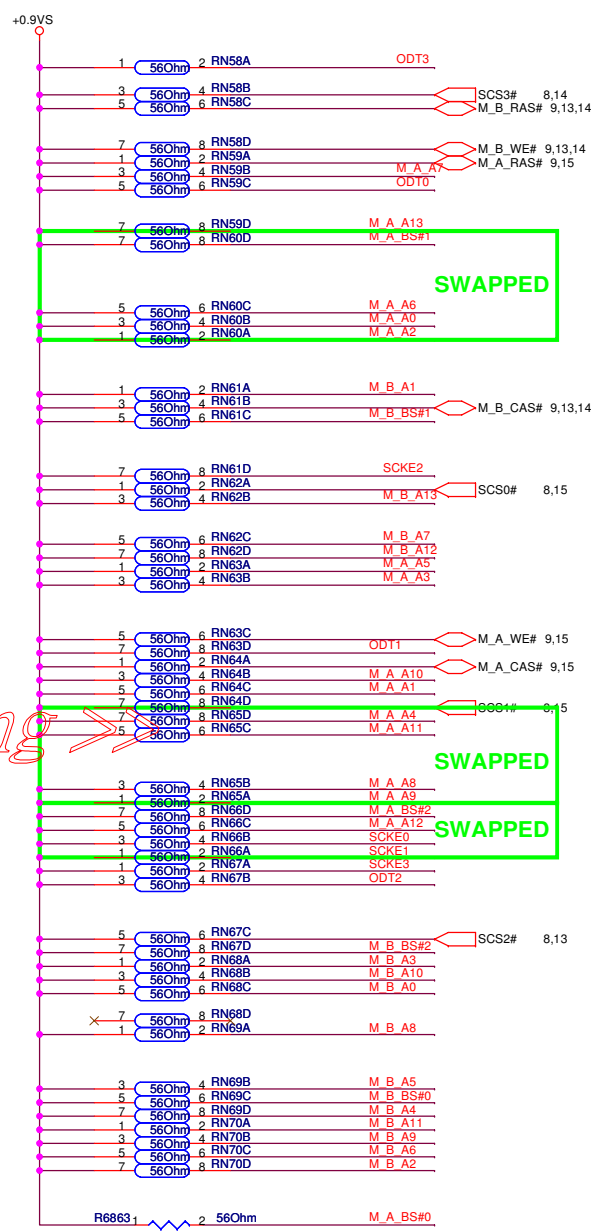 +0.9VS
1 56Ohm 2 RN58A ODT3
3 56Ohm 4 RN58B SCS3# 8,14
5 56Ohm 6 RN58C M_B_RAS# 9,13,14
7 56Ohm 8 RN58D M_B_WE# 9,13,14
1 56Ohm 2 RN59A M_A_RAS# 9,15
3 56Ohm 4 RN59B M_A_A7
5 56Ohm 6 RN59C ODT0
7 56Ohm 8 RN59D M_A_A13
7 56Ohm 8 RN60D M_A_BS#1
SWAPPED
5 56Ohm 6 RN60C M_A_A6
3 56Ohm 4 RN60B M_A_A0
1 56Ohm 2 RN60A M_A_A2
1 56Ohm 2 RN61A M_B_A1
3 56Ohm 4 RN61B M_B_CAS# 9,13,14
5 56Ohm 6 RN61C M_B_BS#1
7 56Ohm 8 RN61D SCKE2
1 56Ohm 2 RN62A SCS0# 8,15
3 56Ohm 4 RN62B M_B_A13
5 56Ohm 6 RN62C M_B_A7
7 56Ohm 8 RN62D M_B_A12
1 56Ohm 2 RN63A M_A_A5
3 56Ohm 4 RN63B M_A_A3
5 56Ohm 6 RN63C M_A_WE# 9,15
7 56Ohm 8 RN63D ODT1
1 56Ohm 2 RN64A M_A_CAS# 9,15
3 56Ohm 4 RN64B M_A_A10
5 56Ohm 6 RN64C M_A_A1
7 56Ohm 8 RN64D SCS1# 8,15
7 56Ohm 8 RN65D M_A_A4
5 56Ohm 6 RN65C M_A_A11
ng >>
SWAPPED
3 56Ohm 4 RN65B M_A_A8
1 56Ohm 2 RN65A M_A_A9
7 56Ohm 8 RN66D M_A_BS#2
5 56Ohm 6 RN66C M_A_A12
SWAPPED
3 56Ohm 4 RN66B SCKE0
1 56Ohm 2 RN66A SCKE1
1 56Ohm 2 RN67A SCKE3
3 56Ohm 4 RN67B ODT2
5 56Ohm 6 RN67C SCS2# 8,13
7 56Ohm 8 RN67D M_B_BS#2
1 56Ohm 2 RN68A M_B_A3
3 56Ohm 4 RN68B M_B_A10
5 56Ohm 6 RN68C M_B_A0
7 56Ohm 8 RN68D
1 56Ohm 2 RN69A M_B_A8
3 56Ohm 4 RN69B M_B_A5
5 56Ohm 6 RN69C M_B_BS#0
7 56Ohm 8 RN69D M_B_A4
1 56Ohm 2 RN70A M_B_A11
3 56Ohm 4 RN70B M_B_A9
5 56Ohm 6 RN70C M_B_A6
7 56Ohm 8 RN70D M_B_A2
R6863 1 2 56Ohm M_A_BS#0